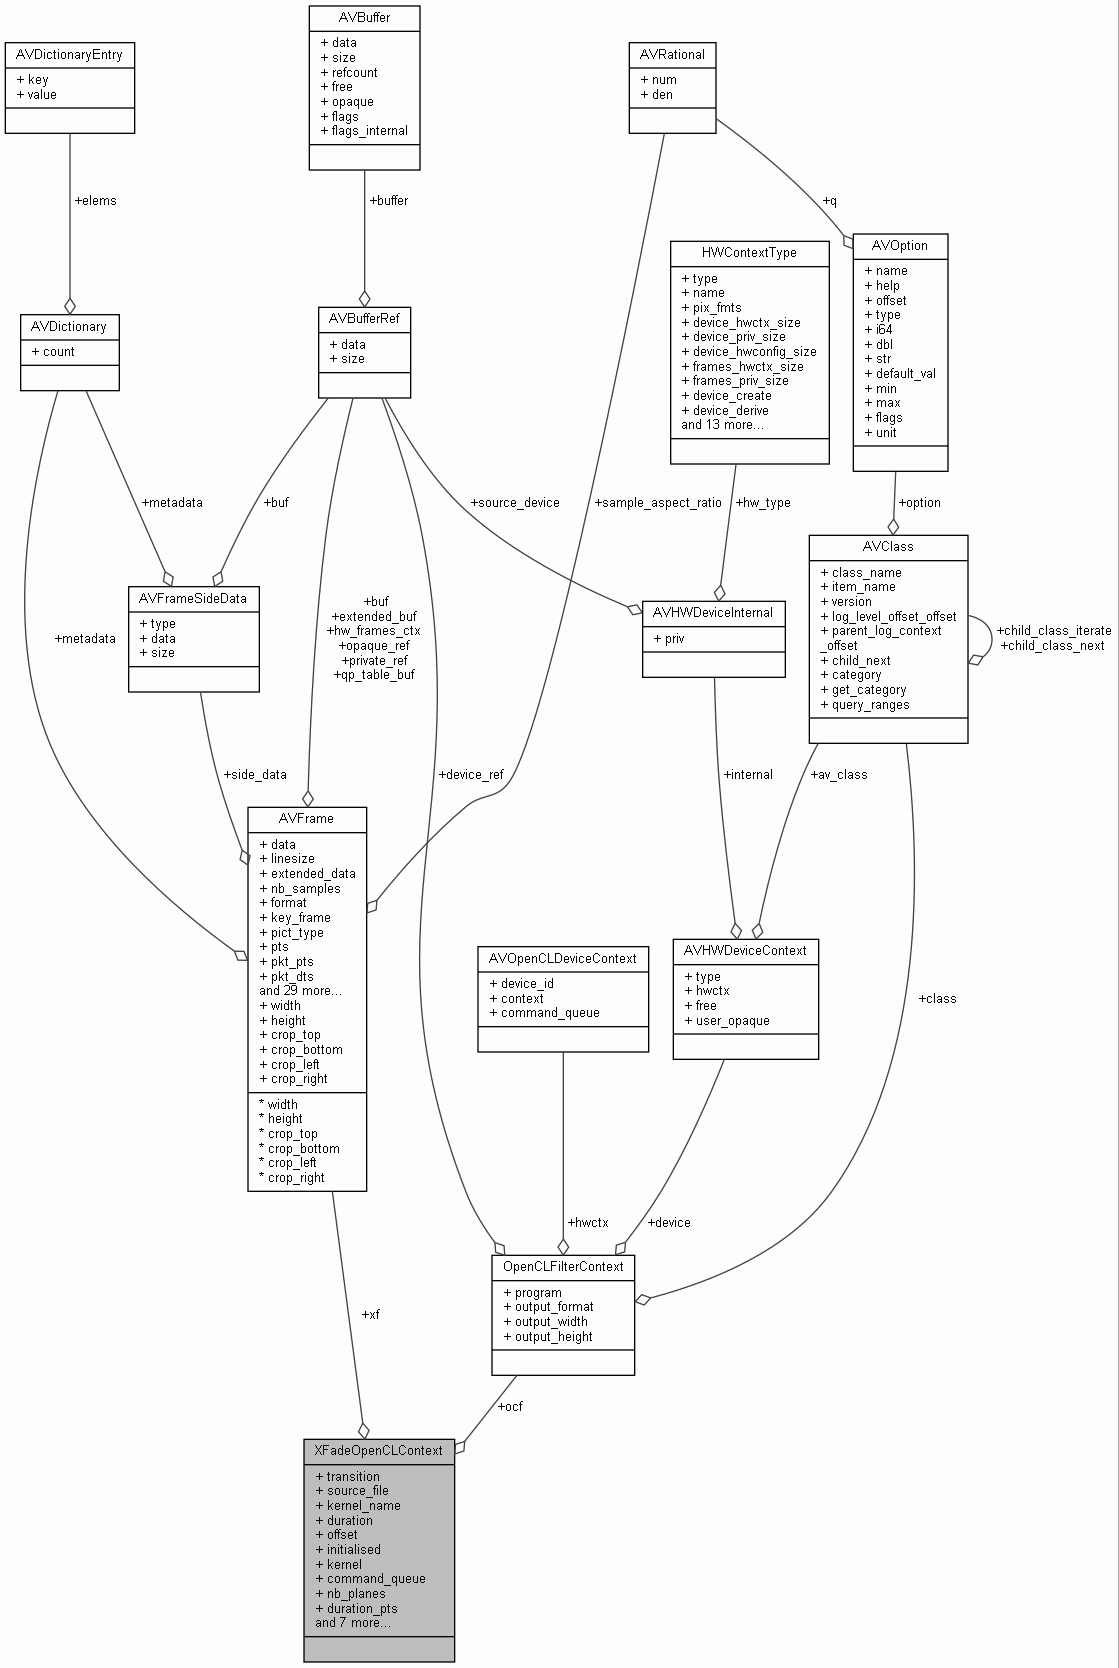 AVBuffer
+ data
+ size
+ refcount
+ free
+ opaque
+ flags
+ flags_internal
AVDictionaryEntry
+ key
+ value
AVRational
+ num
+ den
+elems
+buffer
+q
AVOption
+ name
+ help
+ offset
+ type
+ i64
+ dbl
+ str
+ default_val
+ min
+ max
+ flags
+ unit
HWContextType
+ type
+ name
+ pix_fmts
+ device_hwctx_size
+ device_priv_size
+ device_hwconfig_size
+ frames_hwctx_size
+ frames_priv_size
+ device_create
+ device_derive
and 13 more...
AVDictionary
+ count
AVBufferRef
+ data
+ size
+metadata
+buf
+source_device
+sample_aspect_ratio
+hw_type
+option
AVClass
+ class_name
+ item_name
+ version
+ log_level_offset_offset
+ parent_log_context
_offset
+ child_next
+ category
+ get_category
+ query_ranges
+child_class_iterate
+child_class_next
AVFrameSideData
+ type
+ data
+ size
+metadata
+buf
+extended_buf
+hw_frames_ctx
+opaque_ref
+private_ref
+qp_table_buf
AVHWDeviceInternal
+ priv
+side_data
+device_ref
+internal
+av_class
AVFrame
+ data
+ linesize
+ extended_data
+ nb_samples
+ format
+ key_frame
+ pict_type
+ pts
+ pkt_pts
+ pkt_dts
and 29 more...
+ width
+ height
+ crop_top
+ crop_bottom
+ crop_left
+ crop_right
* width
* height
* crop_top
* crop_bottom
* crop_left
* crop_right
AVOpenCLDeviceContext
+ device_id
+ context
+ command_queue
AVHWDeviceContext
+ type
+ hwctx
+ free
+ user_opaque
+class
+hwctx
+device
+xf
OpenCLFilterContext
+ program
+ output_format
+ output_width
+ output_height
+ocf
XFadeOpenCLContext
+ transition
+ source_file
+ kernel_name
+ duration
+ offset
+ initialised
+ kernel
+ command_queue
+ nb_planes
+ duration_pts
and 7 more...